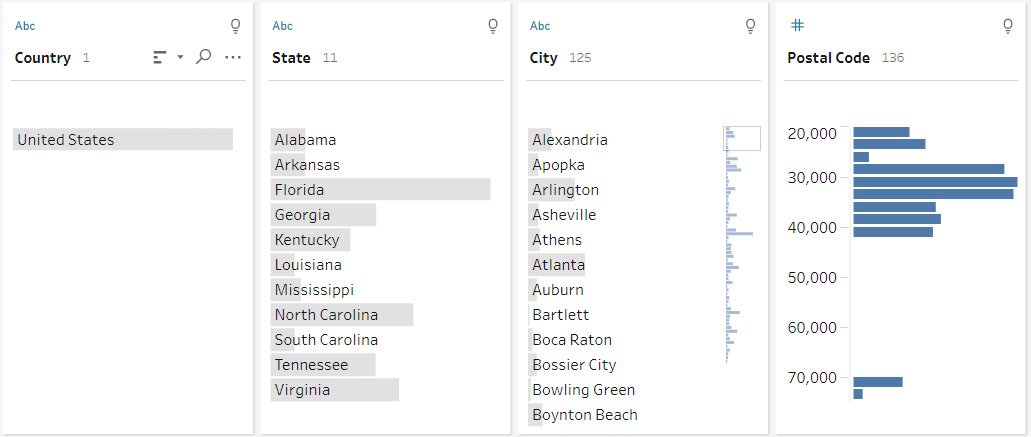 Abc
Country 1
United States
Abc
State 11
Alabama
Arkansas
Florida
Georgia
Kentucky
Louisiana
Mississippi
North Carolina
South Carolina
Tennessee
Virginia
Abc
City 125
Alexandria
Apopka
Arlington
Asheville
Athens
Atlanta
Auburn
Bartlett
Boca Raton
Bossier City
Bowling Green
Boynton Beach
#
Postal Code 136
20,000
30,000
40,000
50,000
60,000
70,000